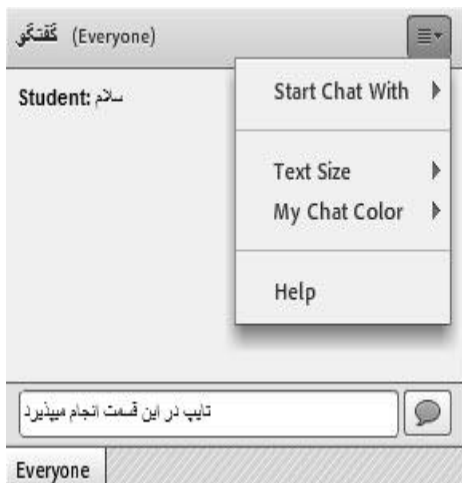 گفتگو (Everyone)
Student: سلام
Start Chat With
Text Size
My Chat Color
Help
تایپ در این قسمت انجام میپذیرد
Everyone